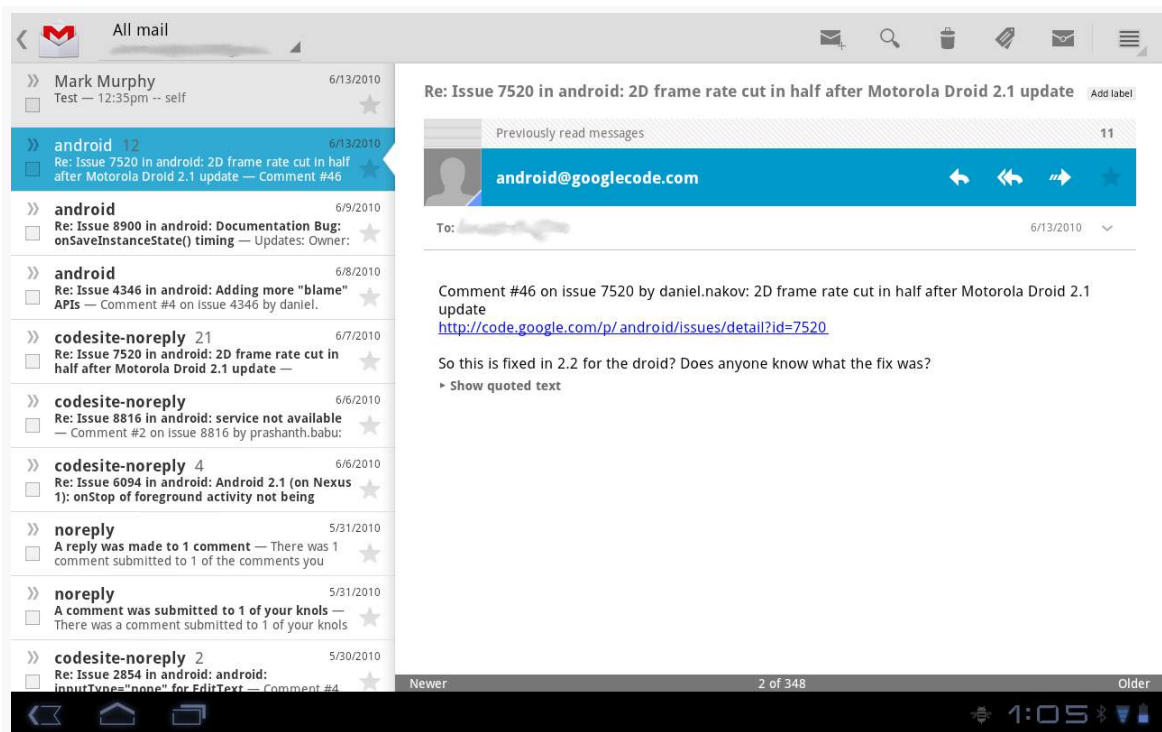 All mail
Mark Murphy 6/13/2010
Test — 12:35pm -- self
android 12 6/13/2010
Re: Issue 7520 in android: 2D frame rate cut in half
after Motorola Droid 2.1 update — Comment #46
android 6/9/2010
Re: Issue 8900 in android: Documentation Bug:
onSaveInstanceState() timing — Updates: Owner:
android 6/8/2010
Re: Issue 4346 in android: Adding more "blame"
APIs — Comment #4 on issue 4346 by daniel.
codesite-noreply 21 6/7/2010
Re: Issue 7520 in android: 2D frame rate cut in
half after Motorola Droid 2.1 update —
codesite-noreply 6/6/2010
Re: Issue 8816 in android: service not available
— Comment #2 on issue 8816 by prashanth.babu:
codesite-noreply 4 6/6/2010
Re: Issue 6094 in android: Android 2.1 (on Nexus
1): onStop of foreground activity not being
noreply 5/31/2010
A reply was made to 1 comment — There was 1
comment submitted to 1 of the comments you
noreply 5/31/2010
A comment was submitted to 1 of your knols —
There was a comment submitted to 1 of your knols
codesite-noreply 2 5/30/2010
Re: Issue 2854 in android: android:
inputType="none" for EditText — Comment #4
Re: Issue 7520 in android: 2D frame rate cut in half after Motorola Droid 2.1 update Add label
Previously read messages 11
android@googlecode.com
To: 6/13/2010
Comment #46 on issue 7520 by daniel.nakov: 2D frame rate cut in half after Motorola Droid 2.1
update
http://code.google.com/p/android/issues/detail?id=7520
So this is fixed in 2.2 for the droid? Does anyone know what the fix was?
Show quoted text
Newer 2 of 348 Older
1:05